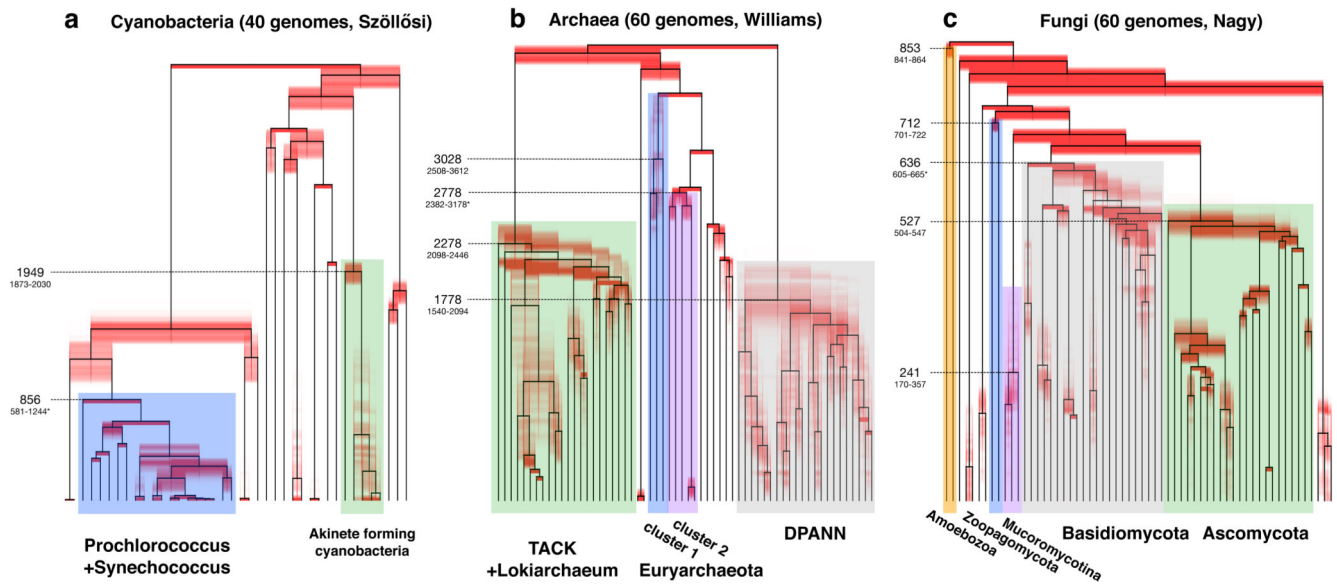 a
Cyanobacteria (40 genomes, Szöllősi)
1949
1873-2030
856
581-1244*
Prochlorococcus
+Synechococcus
Akinete forming
cyanobacteria
b
Archaea (60 genomes, Williams)
3028
2508-3612
2778
2382-3178*
2278
2098-2446
1778
1540-2094
TACK
+Lokiarchaeum
cluster 1
cluster 2
Euryarchaeota
DPANN
c
Fungi (60 genomes, Nagy)
853
841-864
712
701-722
636
605-665*
527
504-547
241
170-357
Amoebozoa
Zoopagomycota
Mucoromycotina
Basidiomycota
Ascomycota